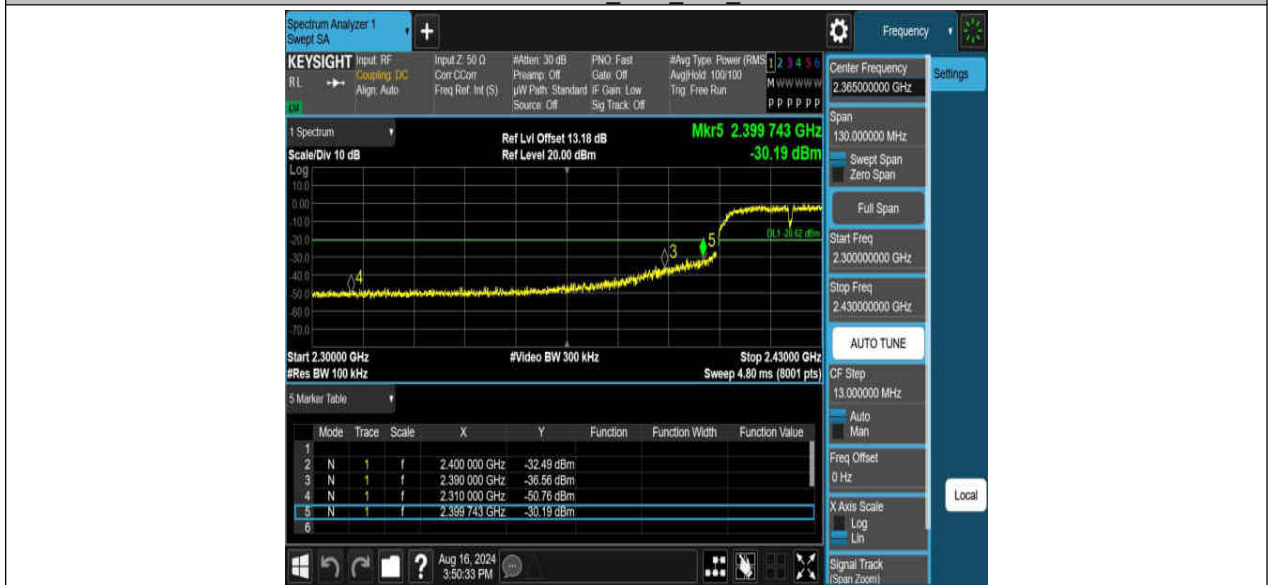 Spectrum Analyzer 1
Swept SA
+
Frequency
KEYSIGHT
RL
Input: RF
Coupling: DC
Align: Auto
Input Z: 50 Ω
Corr CCorr
Freq Ref: Int (S)
#Atten: 30 dB
Preamp: Off
µW Path: Standard
Source: Off
PNO: Fast
Gate: Off
IF Gain: Low
Sig Track: Off
#Avg Type: Power (RMS
Avg|Hold: 100/100
Trig: Free Run
1 2 3 4 5 6
M W W W W W
P P P P P P
1 Spectrum
Scale/Div 10 dB
Ref Lvl Offset 13.18 dB
Ref Level 20.00 dBm
Mkr5 2.399 743 GHz
-30.19 dBm
Log
10.0
0.00
-10.0
-20.0
-30.0
-40.0
-50.0
-60.0
-70.0
4
3
5
Start 2.30000 GHz
#Res BW 100 kHz
#Video BW 300 kHz
Stop 2.43000 GHz
Sweep 4.80 ms (8001 pts)
5 Marker Table
Mode Trace Scale X Y Function Function Width Function Value
1
2 N 1 f 2.400 000 GHz -32.49 dBm
3 N 1 f 2.390 000 GHz -36.56 dBm
4 N 1 f 2.310 000 GHz -50.76 dBm
5 N 1 f 2.399 743 GHz -30.19 dBm
6
?
Aug 16, 2024
3:50:33 PM
Center Frequency
2.365000000 GHz
Settings
Span
130.000000 MHz
Swept Span
Zero Span
Full Span
Start Freq
2.300000000 GHz
Stop Freq
2.430000000 GHz
AUTO TUNE
CF Step
13.000000 MHz
Auto
Man
Freq Offset
0 Hz
X Axis Scale
Log
Lin
Local
Signal Track
(Span Zoom)